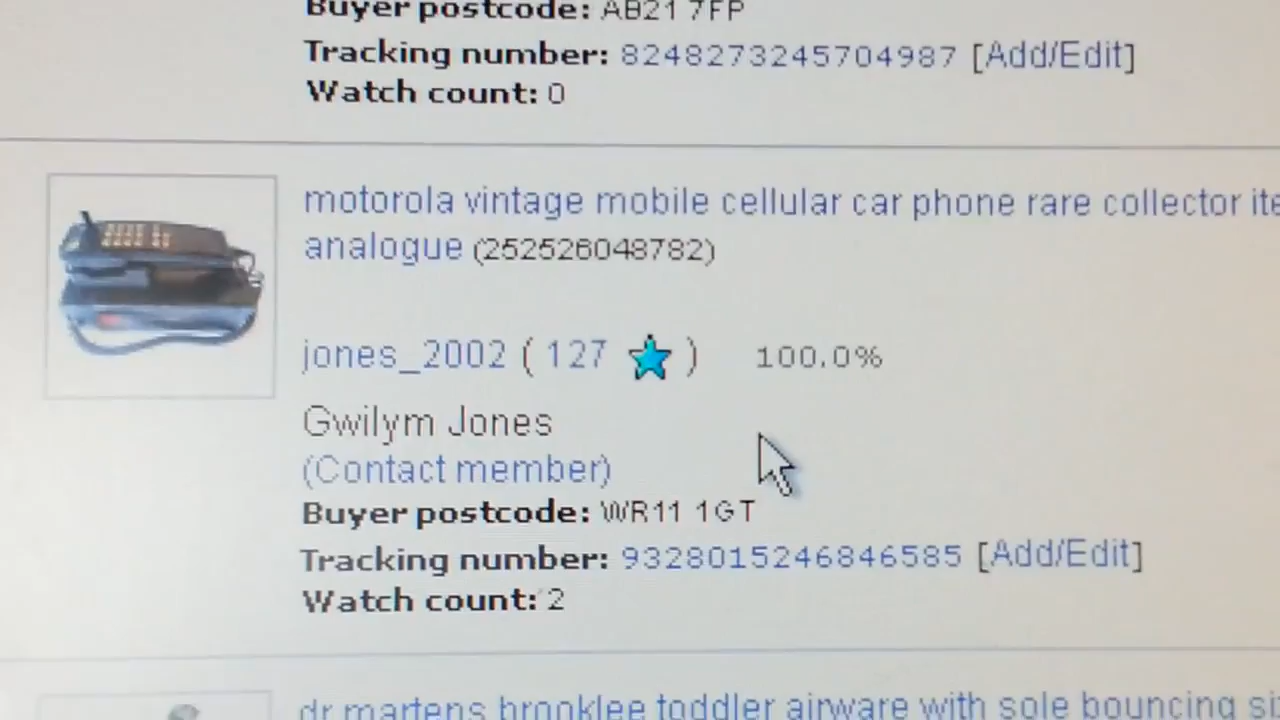 Buyer postcode: AB21 7FP
Tracking number: 8248273245704987 [Add/Edit]
Watch count: 0
motorola vintage mobile cellular car phone rare collector ite
analogue (252526048782)
jones_2002 ( 127 ) 100.0%
Gwilym Jones
(Contact member)
Buyer postcode: WR11 1GT
Tracking number: 9328015246846585 [Add/Edit]
Watch count: 2
dr martens brooklee toddler airware with sole bouncing si